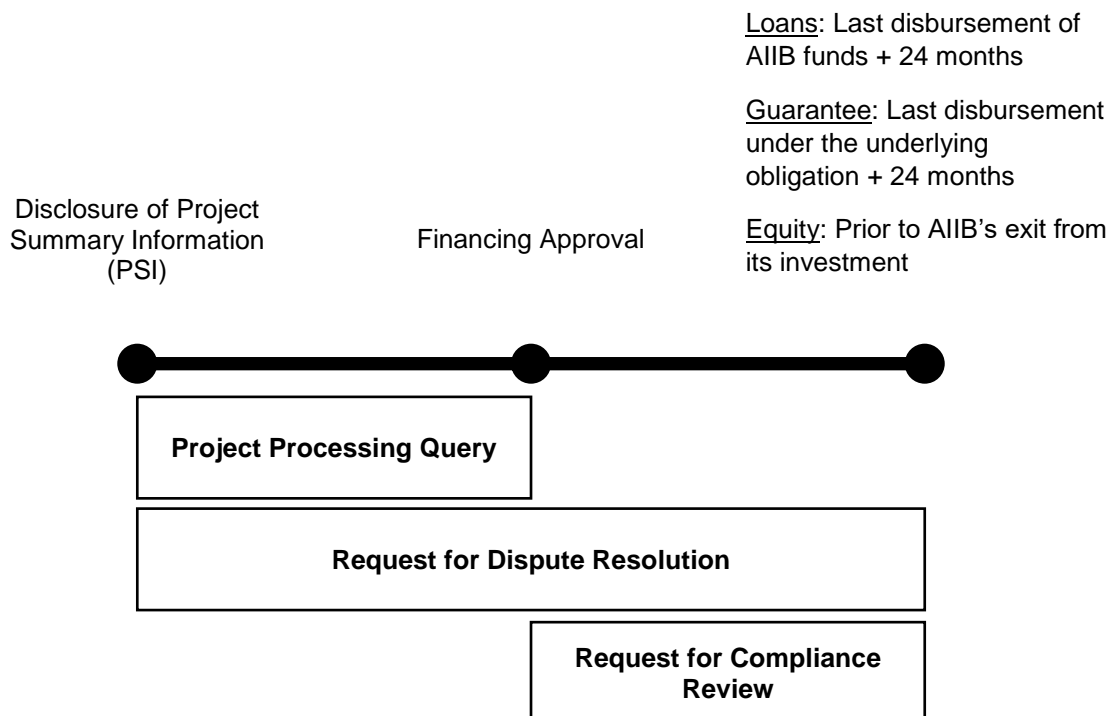 Disclosure of Project
Summary Information
(PSI)
Financing Approval
Loans: Last disbursement of
AIIB funds + 24 months
Guarantee: Last disbursement
under the underlying
obligation + 24 months
Equity: Prior to AIIB’s exit from
its investment
Project Processing Query
Request for Dispute Resolution
Request for Compliance
Review